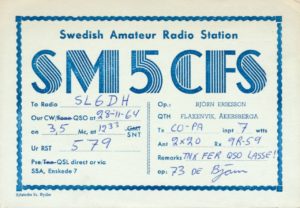 Swedish Amateur Radio Station
SM5CFS
To Radio SL6DH
Our CW QSO at 28-11-64
on 3,5 Mc, at 1233 GMT SNT
Ur RST 579
Pse QSL direct or via
SSA, Enskede 7
Op.: BJÖRN ERIKSSON
QTH FLAXENVIK, ÅKERSBERGA
Tx CO-PA inpt 7 wtts
Ant 2x20 Rx 9R-59
Remarks TNX FER QSO LASSE!
op: 73 DE Björn